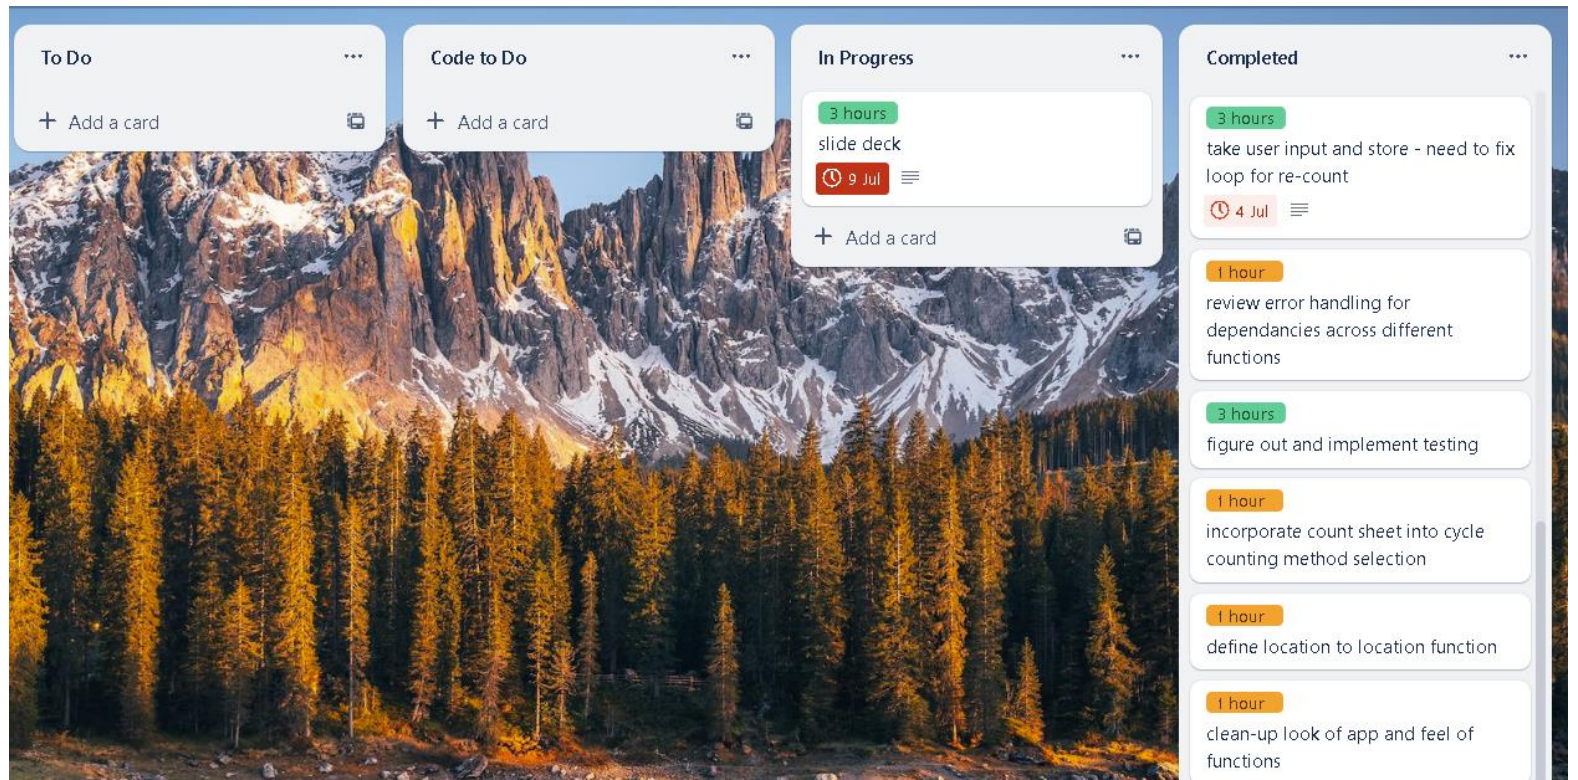 To Do
Add a card
Code to Do
Add a card
In Progress
3 hours
slide deck
9 Jul
Add a card
Completed
3 hours
take user input and store - need to fix
loop for re-count
4 Jul
1 hour
review error handling for
dependancies across different
functions
3 hours
figure out and implement testing
1 hour
incorporate count sheet into cycle
counting method selection
1 hour
define location to location function
1 hour
clean-up look of app and feel of
functions